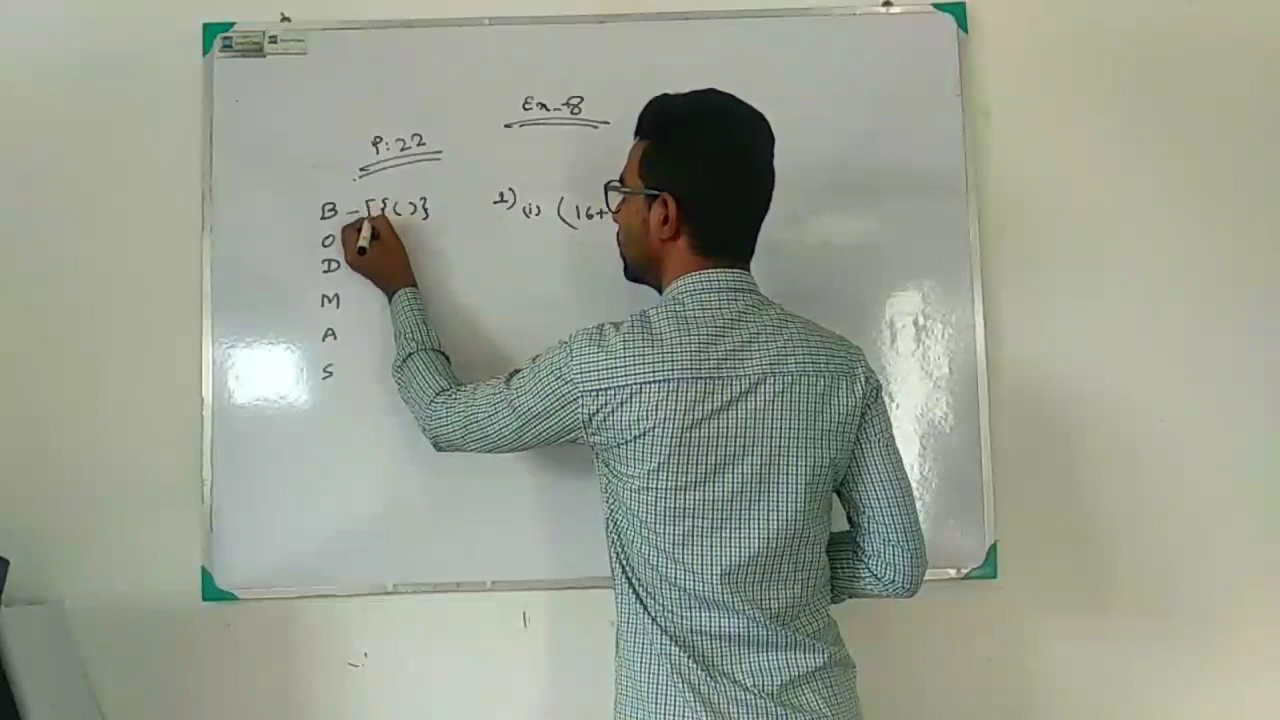 Ex-8
P:22
B - [{()}
1) (i) (16+
O
D
M
A
S